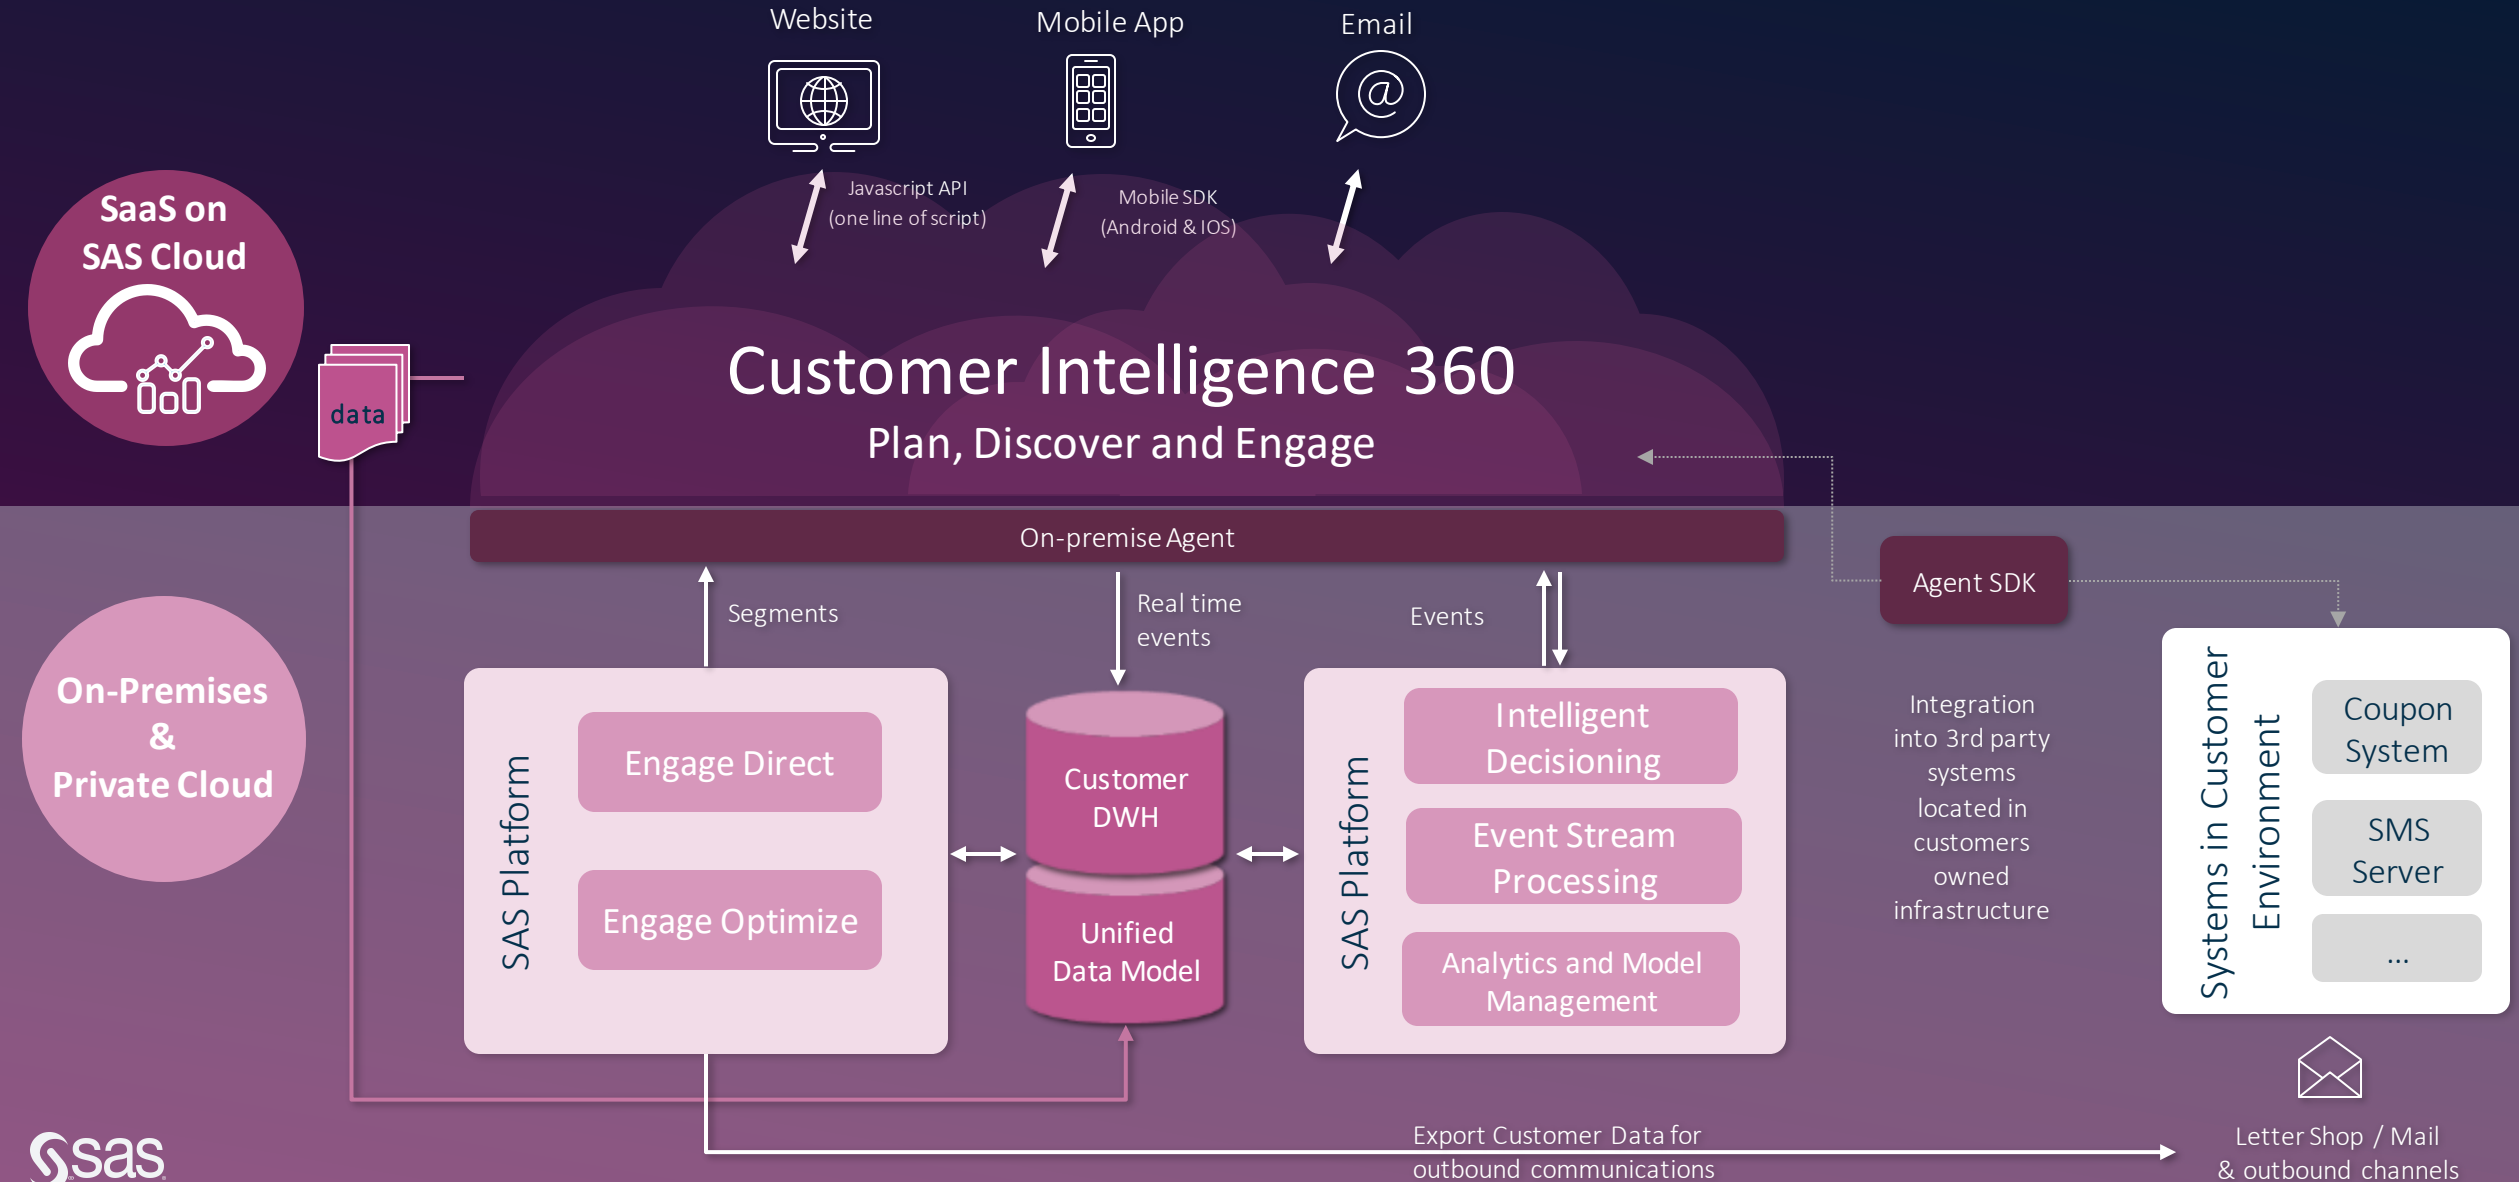 Website
Mobile App
Email
@
SaaS on
SAS Cloud
Javascript API
(one line of script)
Mobile SDK
(Android & IOS)
data
Customer Intelligence 360
Plan, Discover and Engage
On-premise Agent
Segments
Real time
events
Events
Agent SDK
On-Premises
&
Private Cloud
SAS Platform
Engage Direct
Engage Optimize
Customer
DWH
Unified
Data Model
SAS Platform
Intelligent
Decisioning
Event Stream
Processing
Analytics and Model
Management
Integration
into 3rd party
systems
located in
customers
owned
infrastructure
Systems in Customer
Environment
Coupon
System
SMS
Server
...
Export Customer Data for
outbound communications
Letter Shop / Mail
& outbound channels
sas